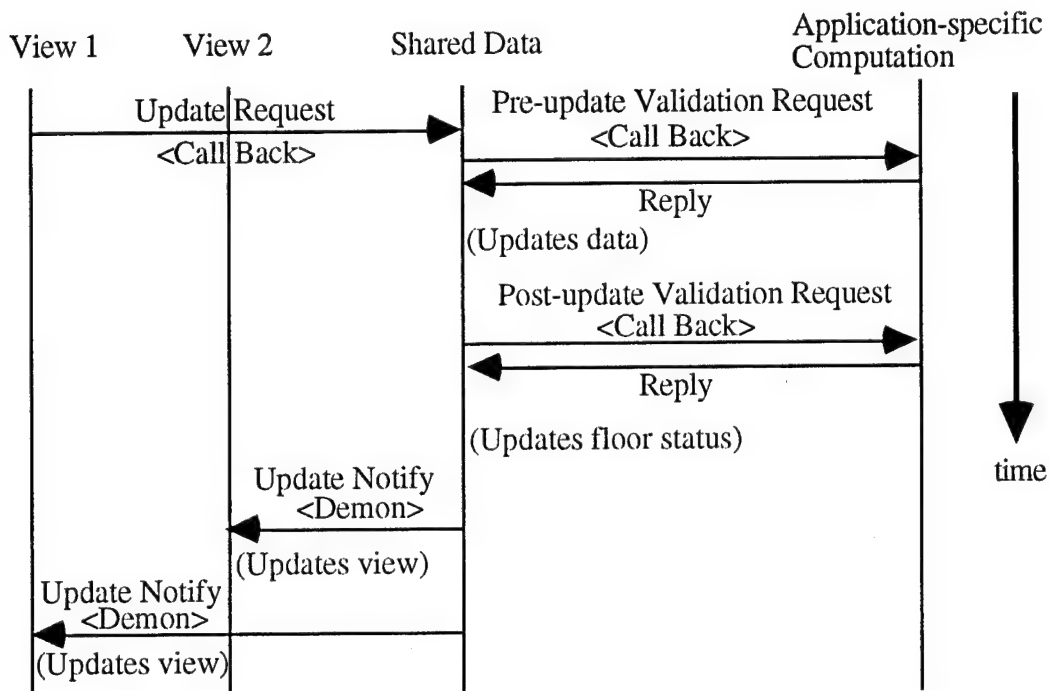 View 1
View 2
Shared Data
Application-specific
Computation
Update Request
<Call Back>
Pre-update Validation Request
<Call Back>
Reply
(Updates data)
Post-update Validation Request
<Call Back>
Reply
(Updates floor status)
time
Update Notify
<Demon>
(Updates view)
Update Notify
<Demon>
(Updates view)